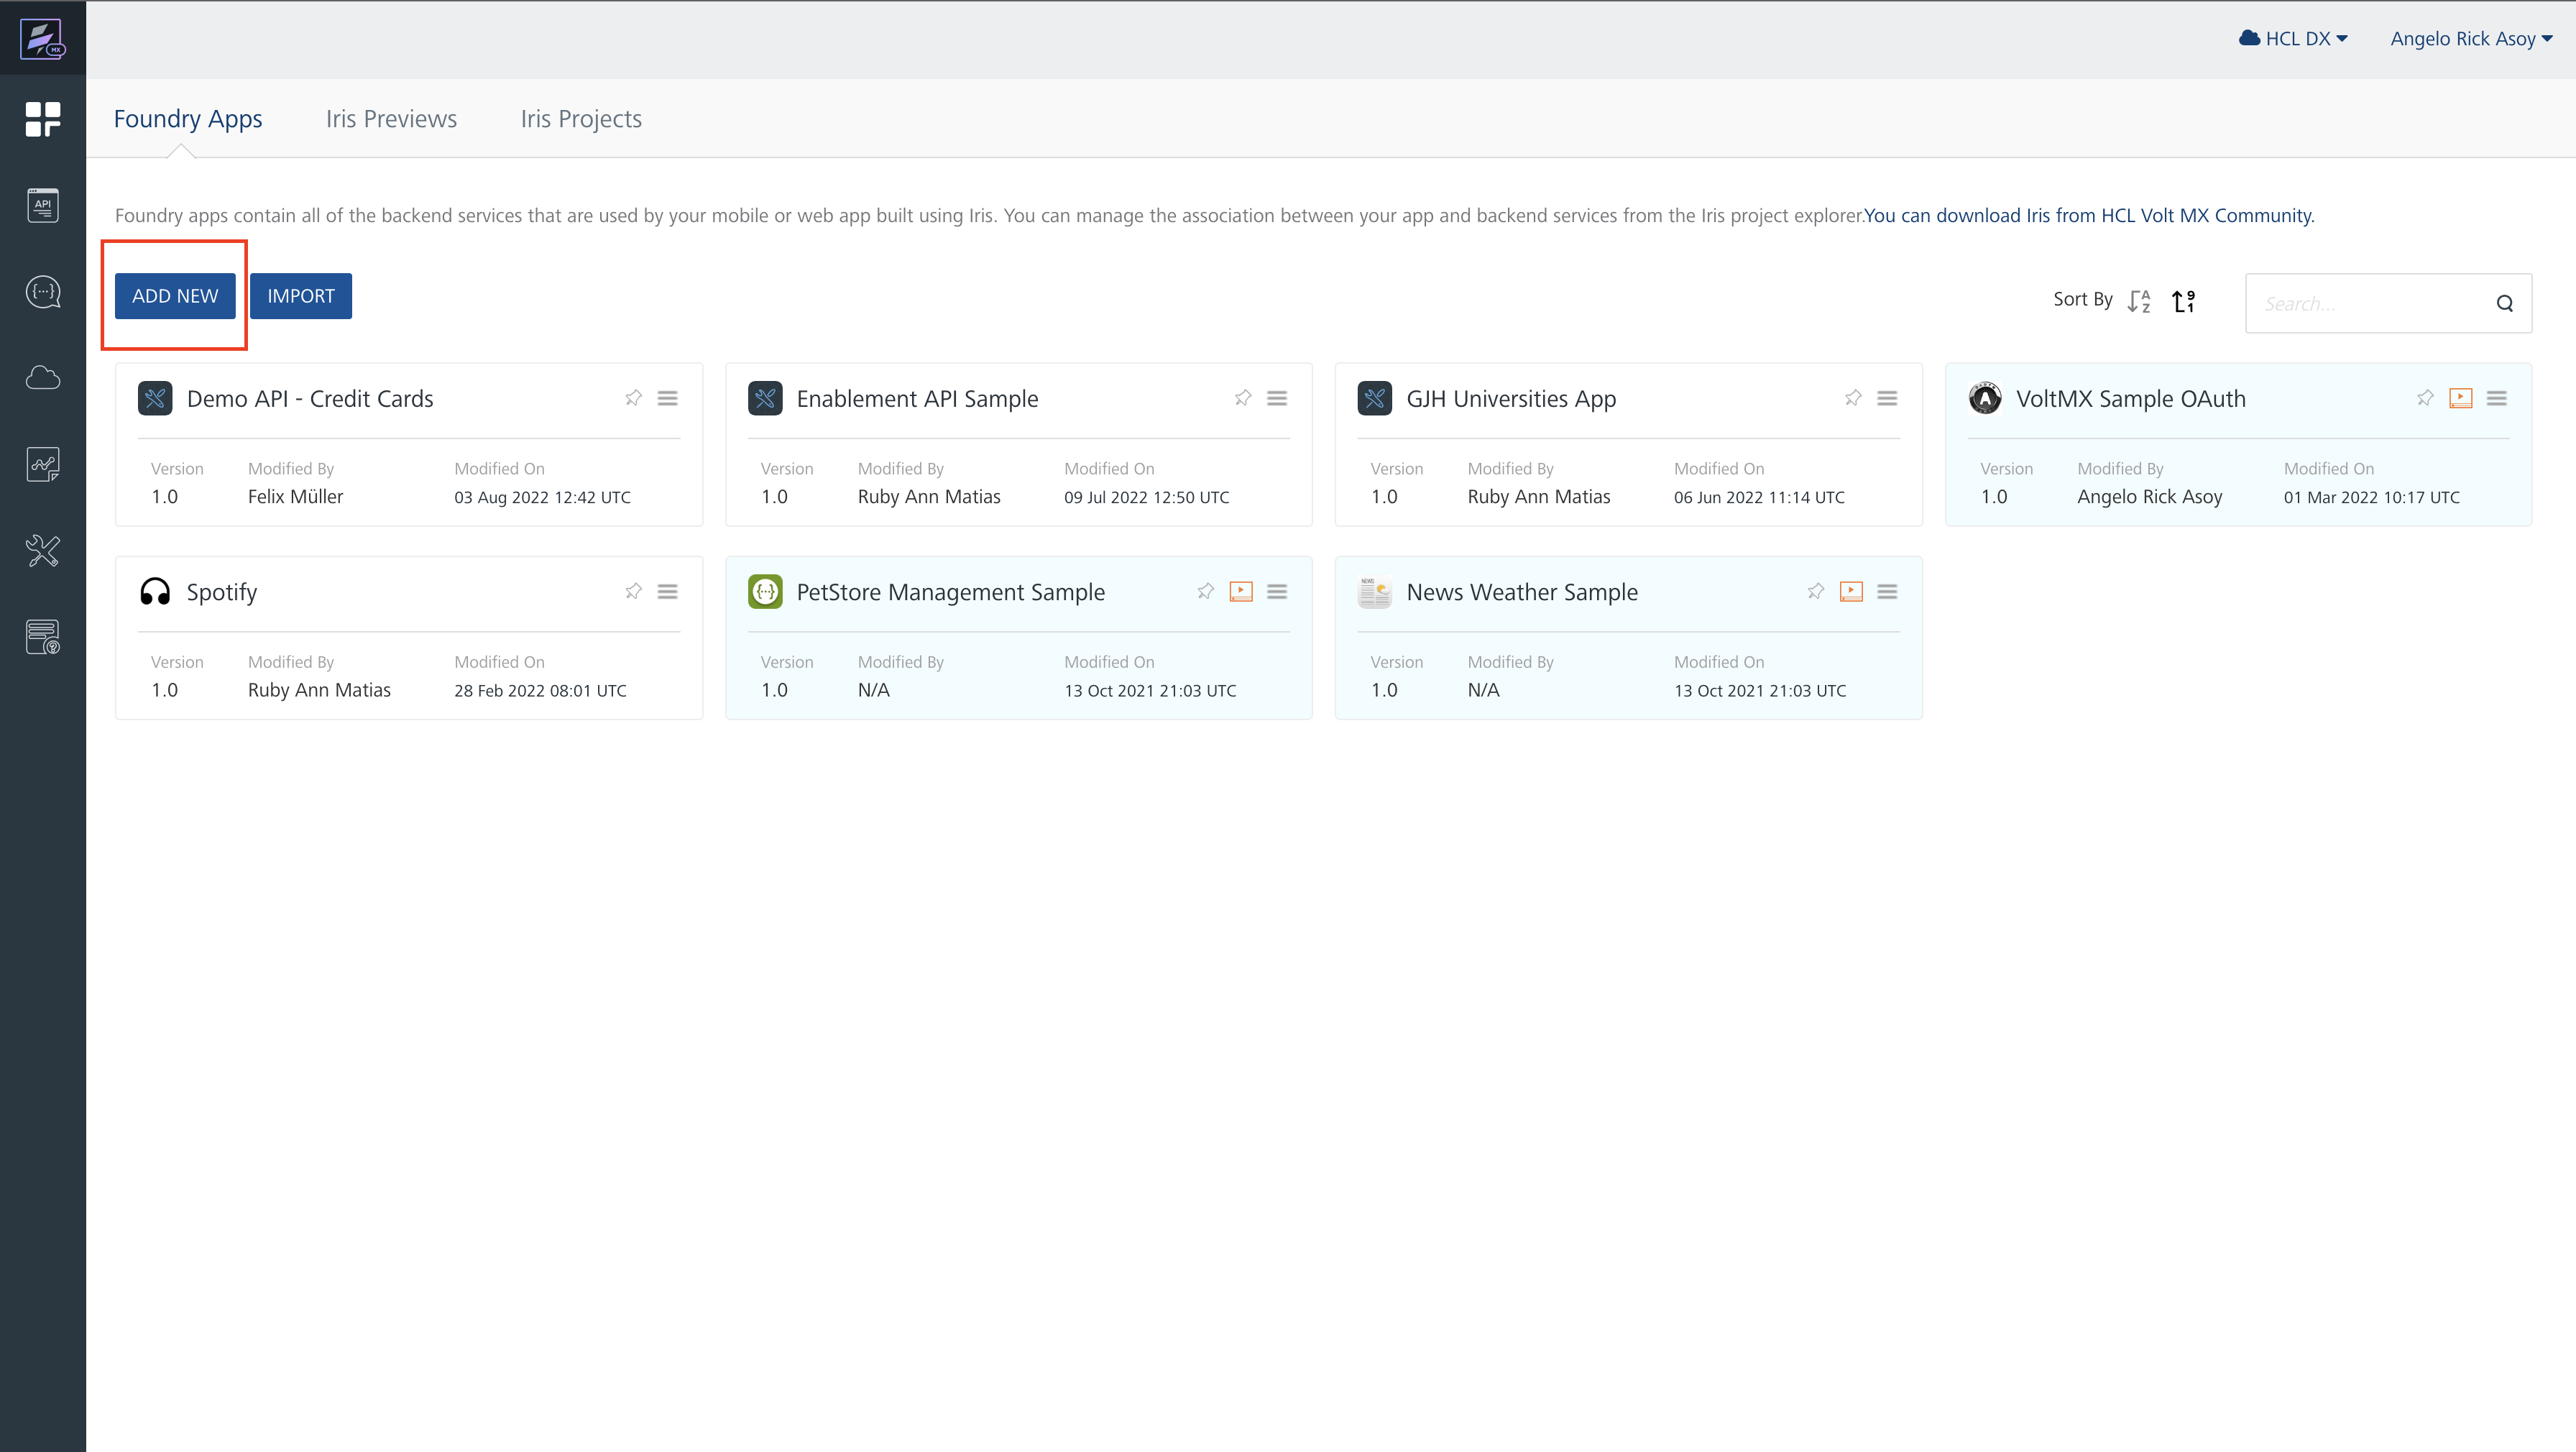 MX
HCL DX
Angelo Rick Asoy
Foundry Apps
Iris Previews
Iris Projects
API
Foundry apps contain all of the backend services that are used by your mobile or web app built using Iris. You can manage the association between your app and backend services from the Iris project explorer.You can download Iris from HCL Volt MX Community.
ADD NEW
IMPORT
Sort By
A
Z
9
1
Search...
Demo API - Credit Cards
Version
Modified By
Modified On
1.0
Felix Müller
03 Aug 2022 12:42 UTC
Enablement API Sample
Version
Modified By
Modified On
1.0
Ruby Ann Matias
09 Jul 2022 12:50 UTC
GJH Universities App
Version
Modified By
Modified On
1.0
Ruby Ann Matias
06 Jun 2022 11:14 UTC
VoltMX Sample OAuth
Version
Modified By
Modified On
1.0
Angelo Rick Asoy
01 Mar 2022 10:17 UTC
Spotify
Version
Modified By
Modified On
1.0
Ruby Ann Matias
28 Feb 2022 08:01 UTC
PetStore Management Sample
Version
Modified By
Modified On
1.0
N/A
13 Oct 2021 21:03 UTC
NEWS
News Weather Sample
Version
Modified By
Modified On
1.0
N/A
13 Oct 2021 21:03 UTC